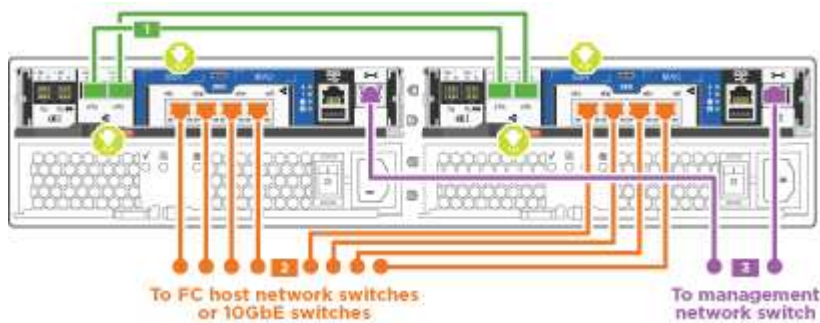 1
2
3
To FC host network switches
or 10GbE switches
To management
network switch